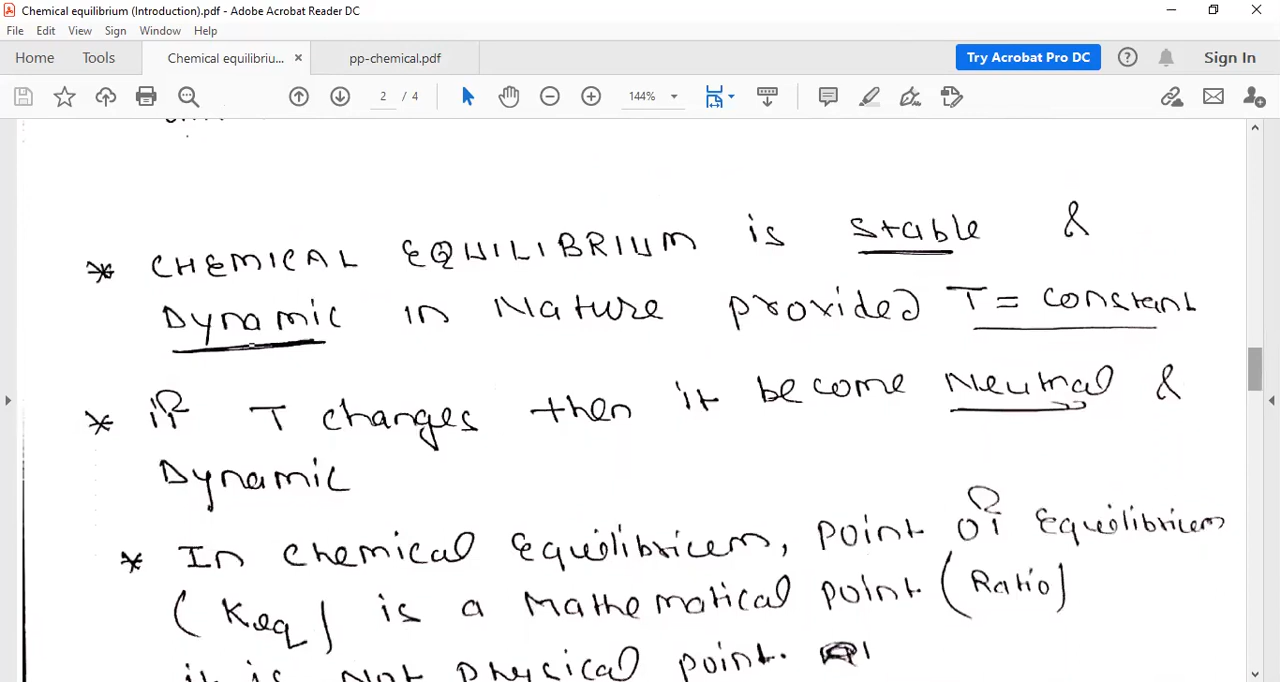 Chemical equilibrium (Introduction).pdf - Adobe Acrobat Reader DC
File Edit View Sign Window Help
Home Tools Chemical equilibriu... × pp-chemical.pdf Try Acrobat Pro DC Sign In
2 / 4 144%
* CHEMICAL EQUILIBRIUM is stable &
Dynamic in Nature provided T = constant
* if T changes then it become Neutral &
Dynamic
* In chemical equilibrium, point of equilibrium
(Keq) is a Mathematical point (Ratio)
it is Not physical point.